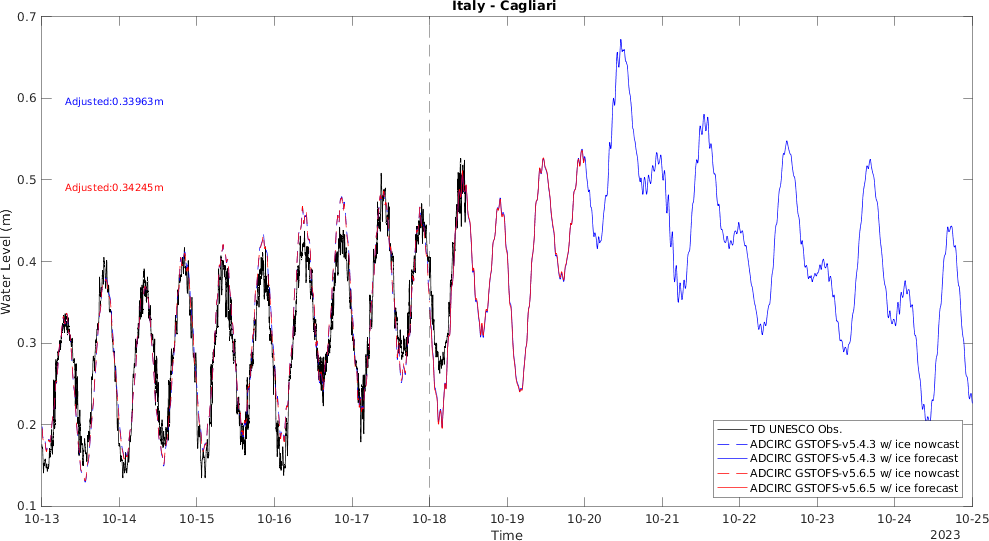 Italy - Cagliari
0.7
0.6
0.5
0.4
0.3
0.2
0.1
Water Level (m)
Adjusted:0.33963m
Adjusted:0.34245m
TD UNESCO Obs.
ADCIRC GSTOFS-v5.4.3 w/ ice nowcast
ADCIRC GSTOFS-v5.4.3 w/ ice forecast
ADCIRC GSTOFS-v5.6.5 w/ ice nowcast
ADCIRC GSTOFS-v5.6.5 w/ ice forecast
10-13 10-14 10-15 10-16 10-17 10-18 10-19 10-20 10-21 10-22 10-23 10-24 10-25
Time
2023